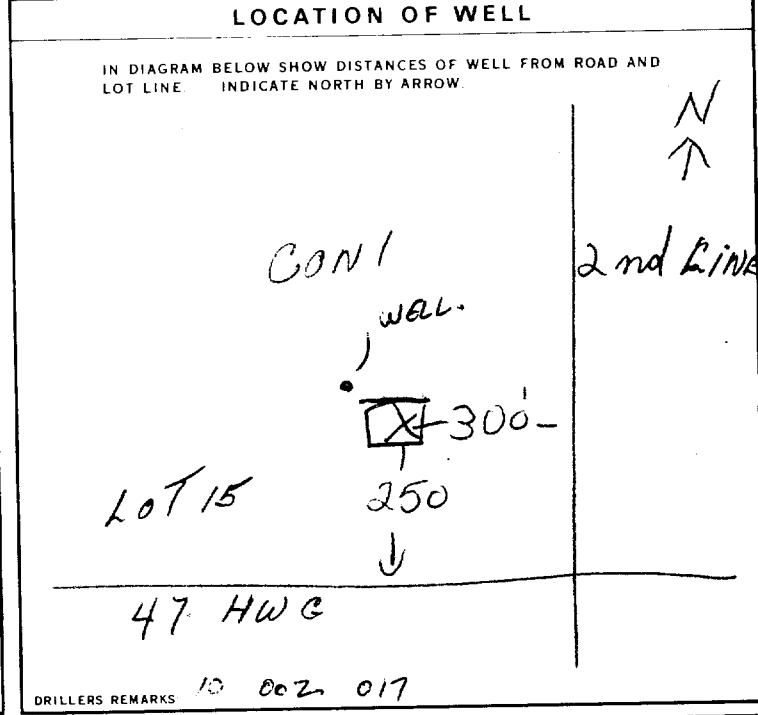 LOCATION OF WELL
IN DIAGRAM BELOW SHOW DISTANCES OF WELL FROM ROAD AND
LOT LINE. INDICATE NORTH BY ARROW.
N
CON 1
2nd LINE
WELL.
300'
LOT 15
250
47 HWG
DRILLERS REMARKS 10 002 017